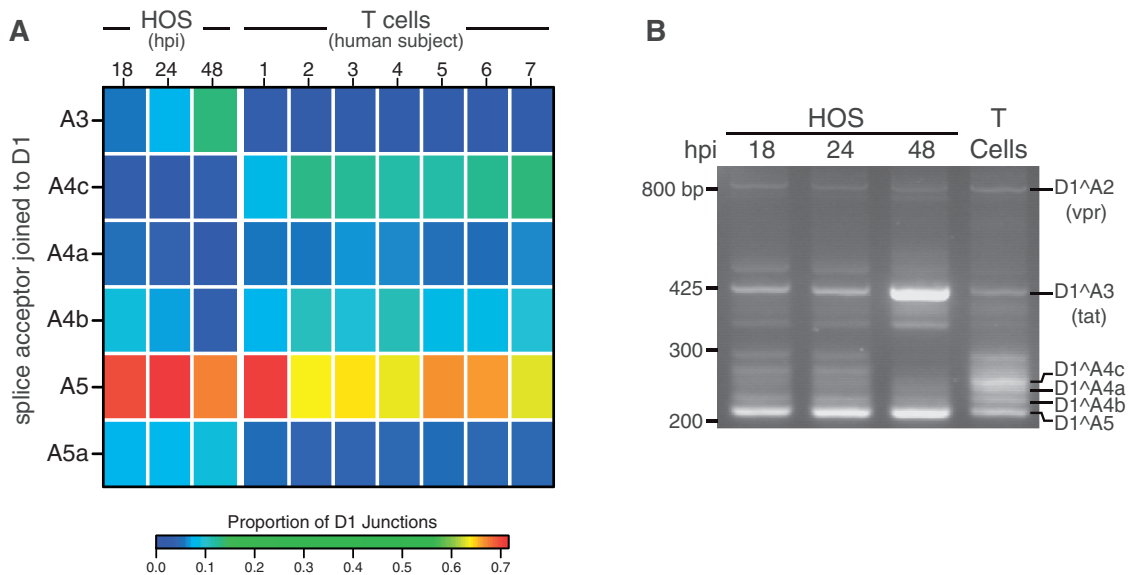 A
HOS
(hpi)
T cells
(human subject)
18 24 48 1 2 3 4 5 6 7
splice acceptor joined to D1
A3
A4c
A4a
A4b
A5
A5a
Proportion of D1 Junctions
0.0 0.1 0.2 0.3 0.4 0.5 0.6 0.7
B
HOS
T
Cells
hpi 18 24 48
800 bp
425
300
200
D1^A2
(vpr)
D1^A3
(tat)
D1^A4c
D1^A4a
D1^A4b
D1^A5